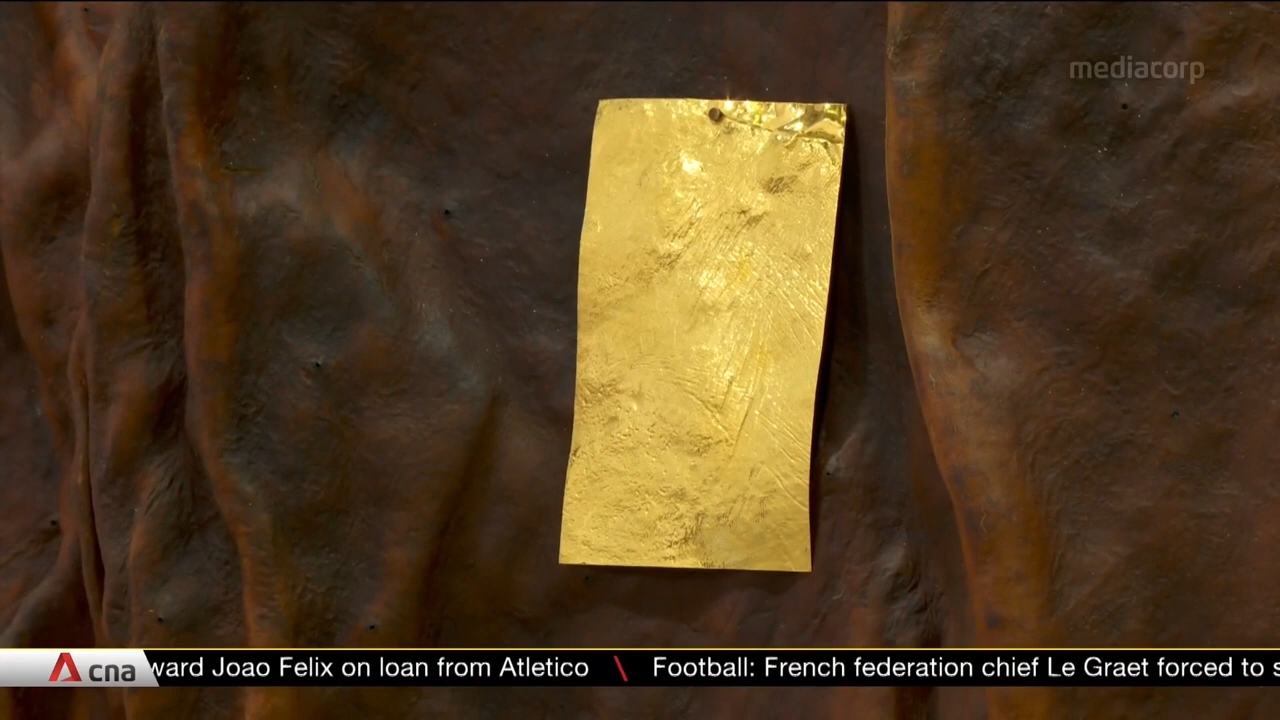 mediacorp
cna
ward Joao Felix on loan from Atletico \ Football: French federation chief Le Graet forced to s